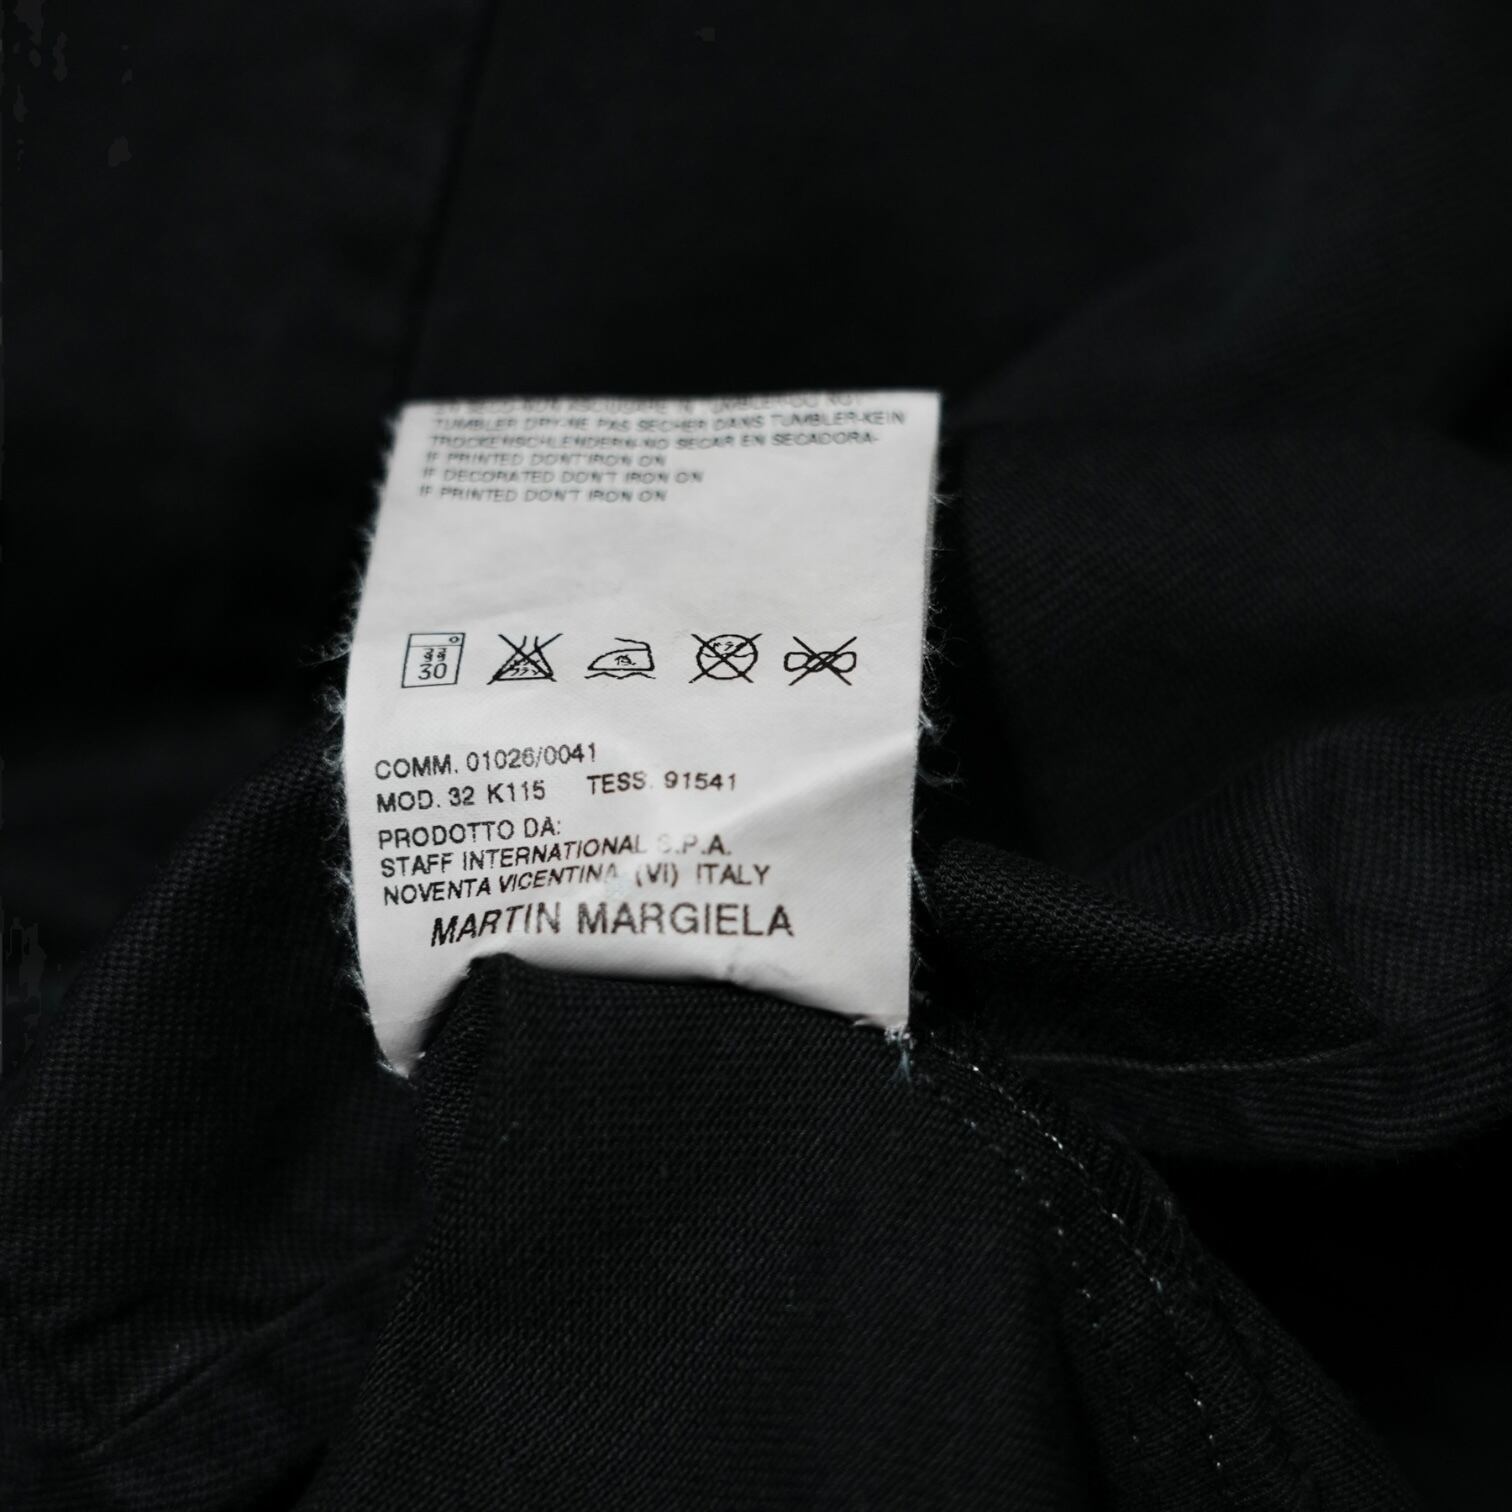 TUMBLER DRY-NE PAS SECHER DANS TUMBLER-KEIN
TROCKENSCHLENDERN-NO SECAR EN SECADORA-
IF PRINTED DON'T IRON ON
IF DECORATED DON'T IRON ON
IF PRINTED DON'T IRON ON
30
COMM. 01026/0041
MOD. 32 K115 TESS. 91541
PRODOTTO DA:
STAFF INTERNATIONAL S.P.A.
NOVENTA VICENTINA (VI) ITALY
MARTIN MARGIELA